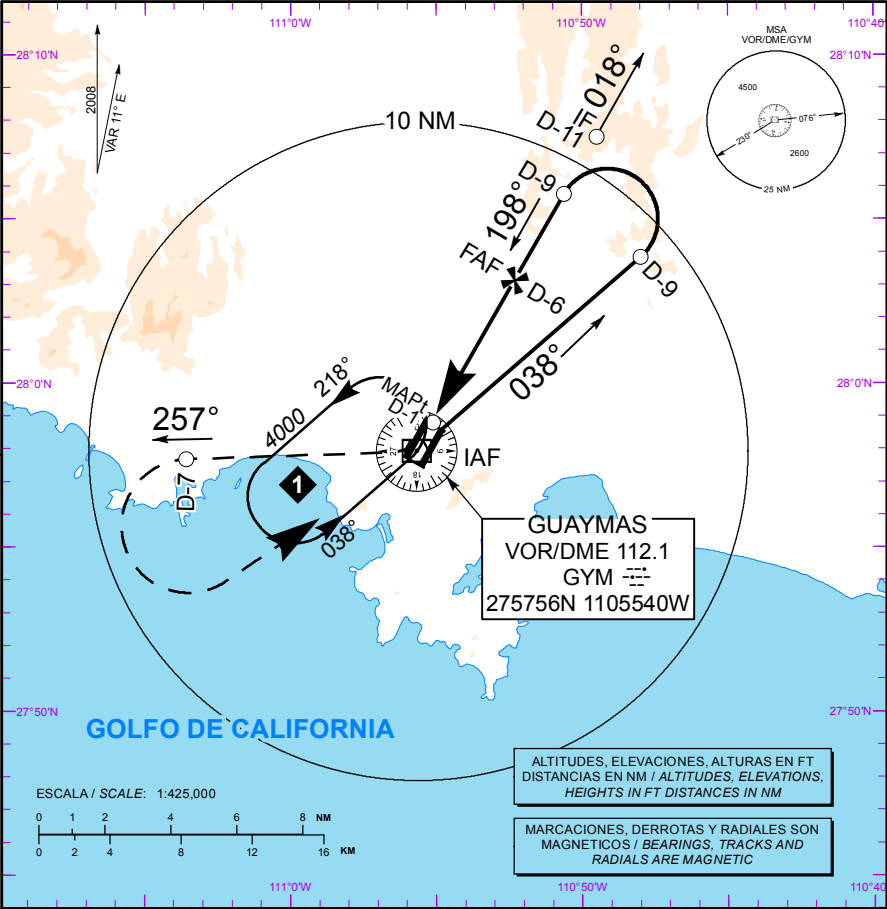 111°0'W
110°50'W
110°40'
28°10'N
28°10'N
2008
VAR 11° E
MSA
VOR/DME/GYM
4500
076°
230°
2600
25 NM
10 NM
018°
IF
D-11
D-9
198°
FAF
D-6
D-9
038°
28°0'N
28°0'N
218°
MAPt
D-1
257°
4000
D-7
1
038°
27
9
18
IAF
GUAYMAS
VOR/DME 112.1
GYM --·-·--
275756N 1105540W
27°50'N
27°50'N
GOLFO DE CALIFORNIA
ALTITUDES, ELEVACIONES, ALTURAS EN FT
DISTANCIAS EN NM / ALTITUDES, ELEVATIONS,
HEIGHTS IN FT DISTANCES IN NM
ESCALA / SCALE: 1:425,000
0 1 2 4 6 8 NM
0 2 4 8 12 16 KM
MARCACIONES, DERROTAS Y RADIALES SON
MAGNETICOS / BEARINGS, TRACKS AND
RADIALS ARE MAGNETIC
111°0'W
110°50'W
110°40'